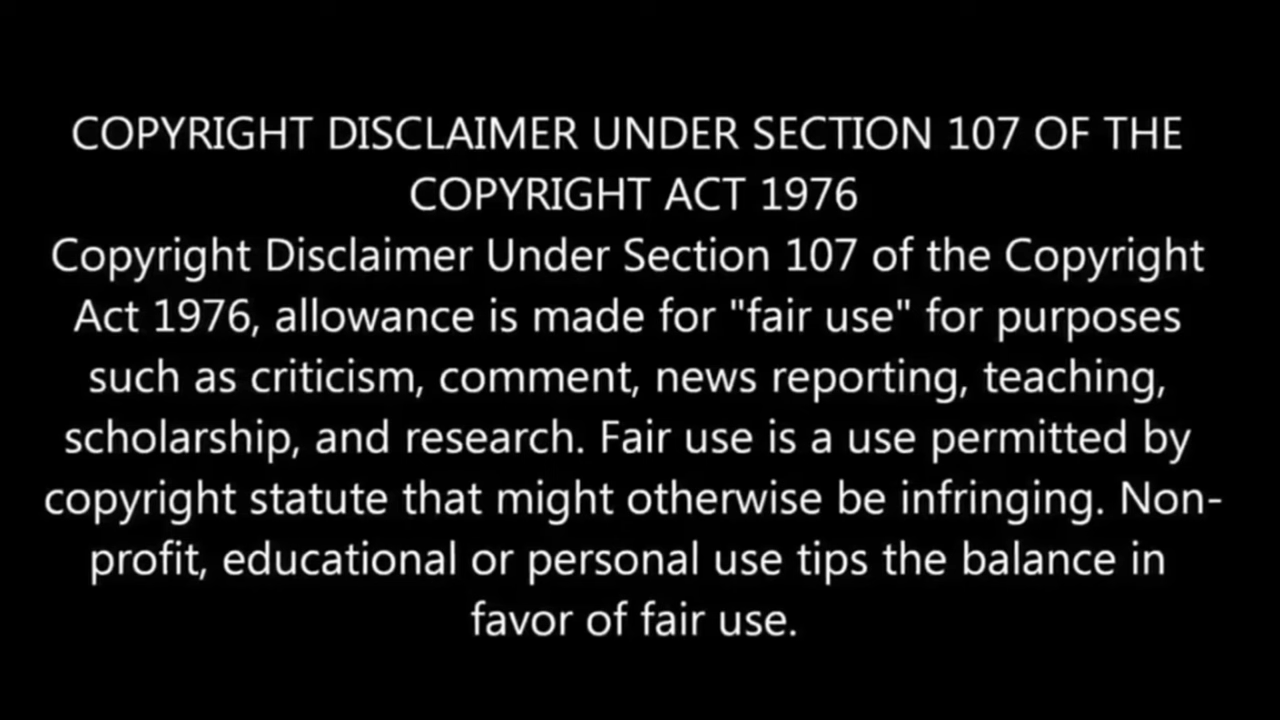 COPYRIGHT DISCLAIMER UNDER SECTION 107 OF THE
COPYRIGHT ACT 1976
Copyright Disclaimer Under Section 107 of the Copyright
Act 1976, allowance is made for "fair use" for purposes
such as criticism, comment, news reporting, teaching,
scholarship, and research. Fair use is a use permitted by
copyright statute that might otherwise be infringing. Non-
profit, educational or personal use tips the balance in
favor of fair use.